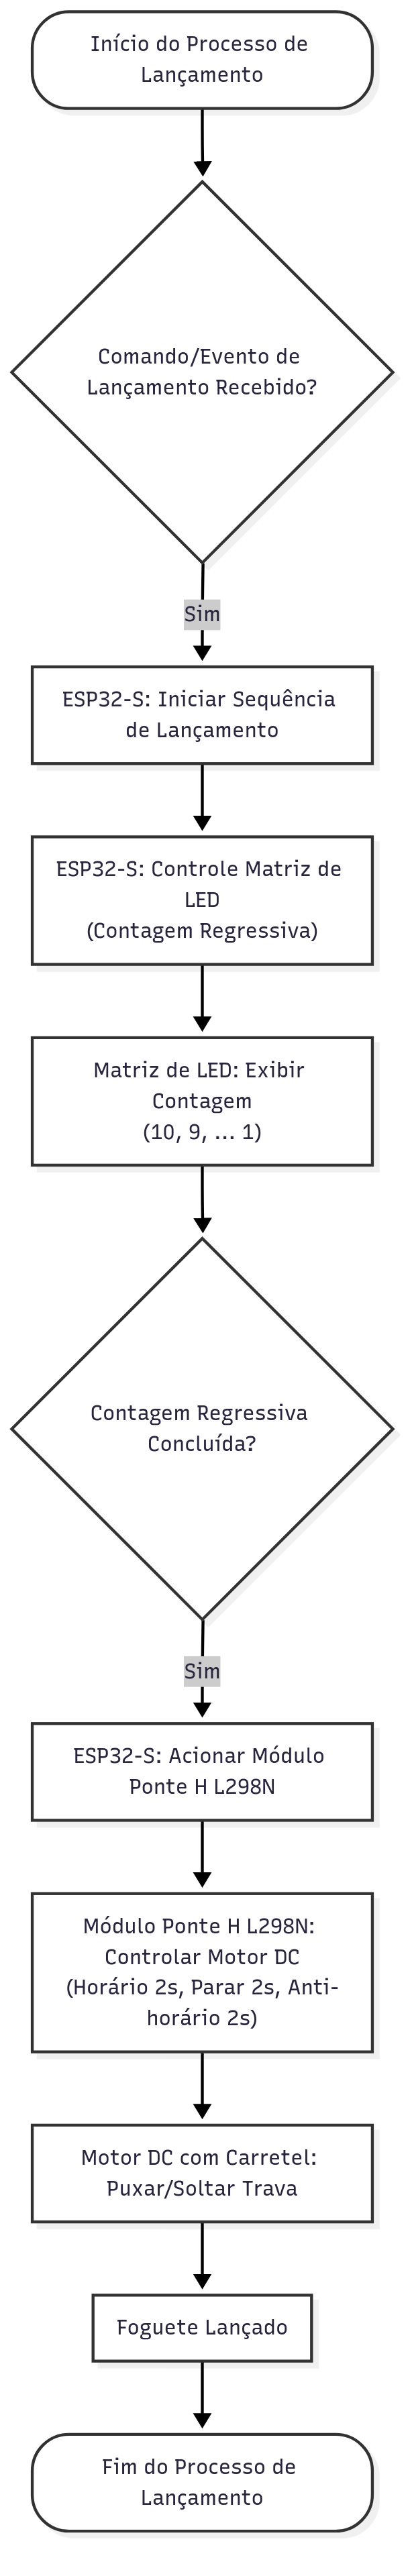 Início do Processo de
Lançamento
Comando/Evento de
Lançamento Recebido?
Sim
ESP32-S: Iniciar Sequência
de Lançamento
ESP32-S: Controle Matriz de
LED
(Contagem Regressiva)
Matriz de LED: Exibir
Contagem
(10, 9, ... 1)
Contagem Regressiva
Concluída?
Sim
ESP32-S: Acionar Módulo
Ponte H L298N
Módulo Ponte H L298N:
Controlar Motor DC
(Horário 2s, Parar 2s, Anti-
horário 2s)
Motor DC com Carretel:
Puxar/Soltar Trava
Foguete Lançado
Fim do Processo de
Lançamento